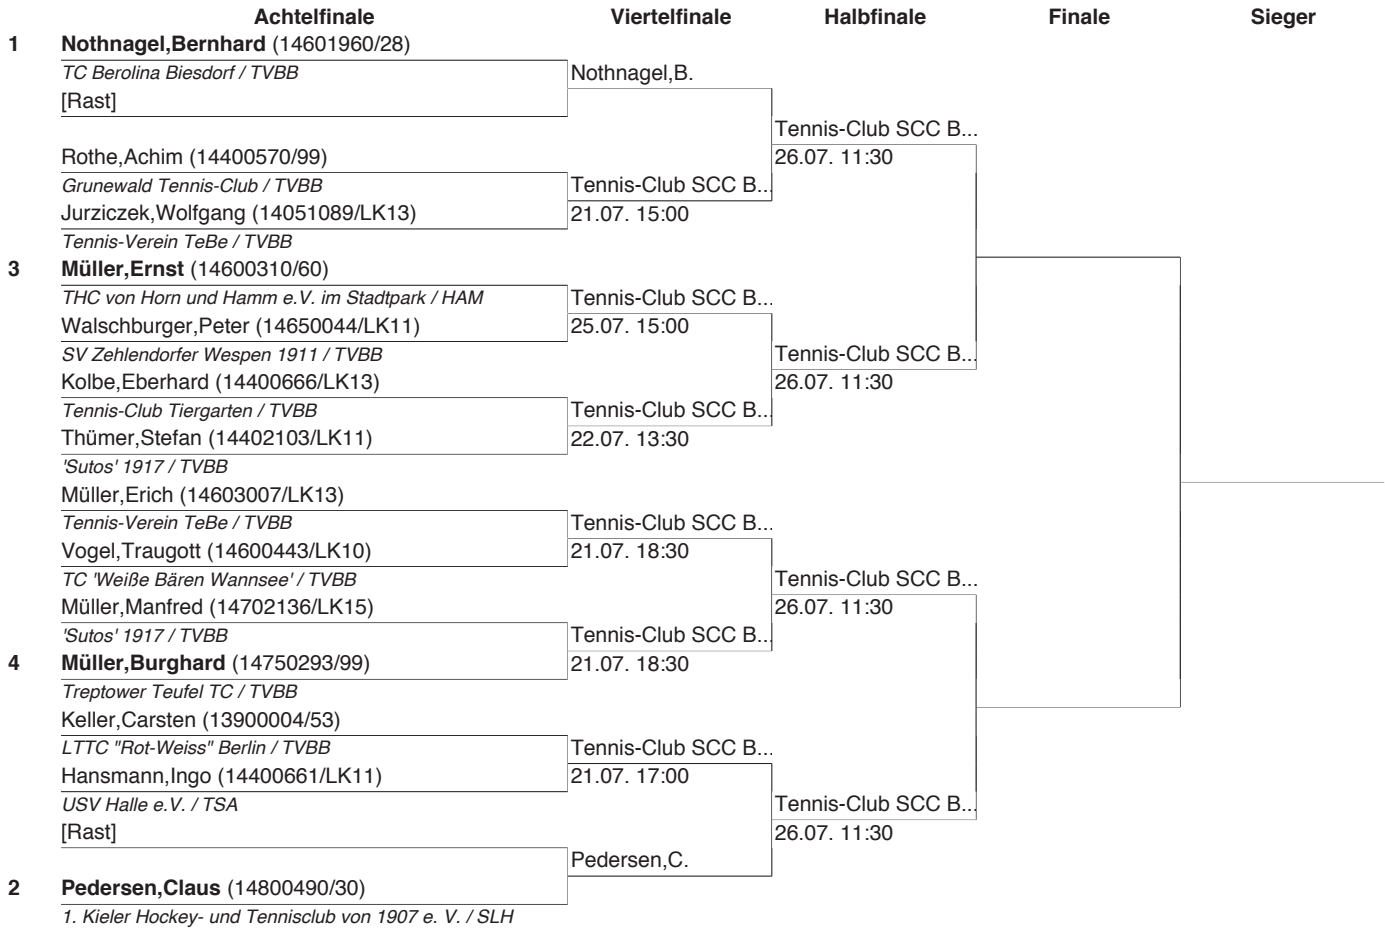 Achtelfinale Viertelfinale Halbfinale Finale Sieger
1 Nothnagel,Bernhard (14601960/28)
TC Berolina Biesdorf / TVBB Nothnagel,B.
[Rast]
Tennis-Club SCC B...
Rothe,Achim (14400570/99) 26.07. 11:30
Grunewald Tennis-Club / TVBB Tennis-Club SCC B...
Jurziczek,Wolfgang (14051089/LK13) 21.07. 15:00
Tennis-Verein TeBe / TVBB
3 Müller,Ernst (14600310/60)
THC von Horn und Hamm e.V. im Stadtpark / HAM Tennis-Club SCC B...
Walschburger,Peter (14650044/LK11) 25.07. 15:00
SV Zehlendorfer Wespen 1911 / TVBB Tennis-Club SCC B...
Kolbe,Eberhard (14400666/LK13) 26.07. 11:30
Tennis-Club Tiergarten / TVBB Tennis-Club SCC B...
Thümer,Stefan (14402103/LK11) 22.07. 13:30
'Sutos' 1917 / TVBB
Müller,Erich (14603007/LK13)
Tennis-Verein TeBe / TVBB Tennis-Club SCC B...
Vogel,Traugott (14600443/LK10) 21.07. 18:30
TC 'Weiße Bären Wannsee' / TVBB Tennis-Club SCC B...
Müller,Manfred (14702136/LK15) 26.07. 11:30
'Sutos' 1917 / TVBB Tennis-Club SCC B...
4 Müller,Burghard (14750293/99) 21.07. 18:30
Treptower Teufel TC / TVBB
Keller,Carsten (13900004/53)
LTTC "Rot-Weiss" Berlin / TVBB Tennis-Club SCC B...
Hansmann,Ingo (14400661/LK11) 21.07. 17:00
USV Halle e.V. / TSA Tennis-Club SCC B...
[Rast] 26.07. 11:30
Pedersen,C.
2 Pedersen,Claus (14800490/30)
1. Kieler Hockey- und Tennisclub von 1907 e. V. / SLH